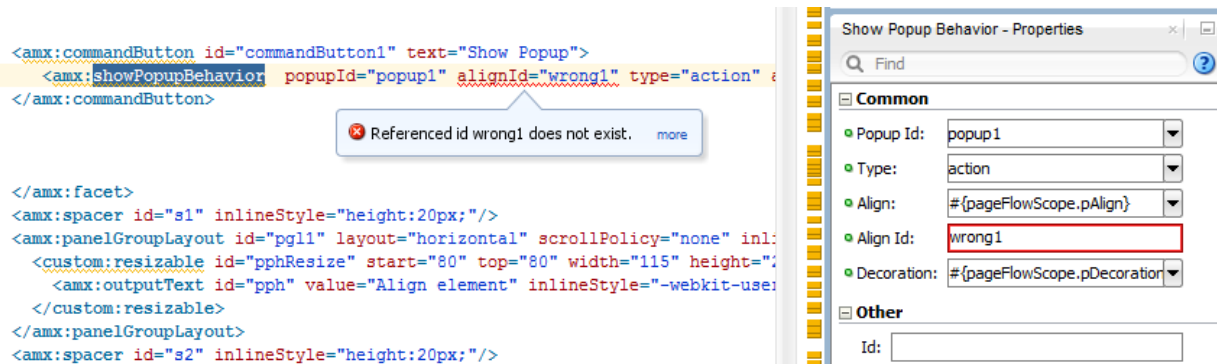 <amx:commandButton id="commandButton1" text="Show Popup">
<amx:showPopupBehavior popupId="popup1" alignId="wrong1" type="action" a
</amx:commandButton>
Referenced id wrong1 does not exist. more
</amx:facet>
<amx:spacer id="s1" inlineStyle="height:20px;"/>
<amx:panelGroupLayout id="pgl1" layout="horizontal" scrollPolicy="none" inli
<custom:resizable id="pphResize" start="80" top="80" width="115" height="2
<amx:outputText id="pph" value="Align element" inlineStyle="-webkit-user
</custom:resizable>
</amx:panelGroupLayout>
<amx:spacer id="s2" inlineStyle="height:20px;"/>
Show Popup Behavior - Properties
Find
Common
Popup Id: popup1
Type: action
Align: #{pageFlowScope.pAlign}
Align Id: wrong1
Decoration: #{pageFlowScope.pDecoration
Other
Id: